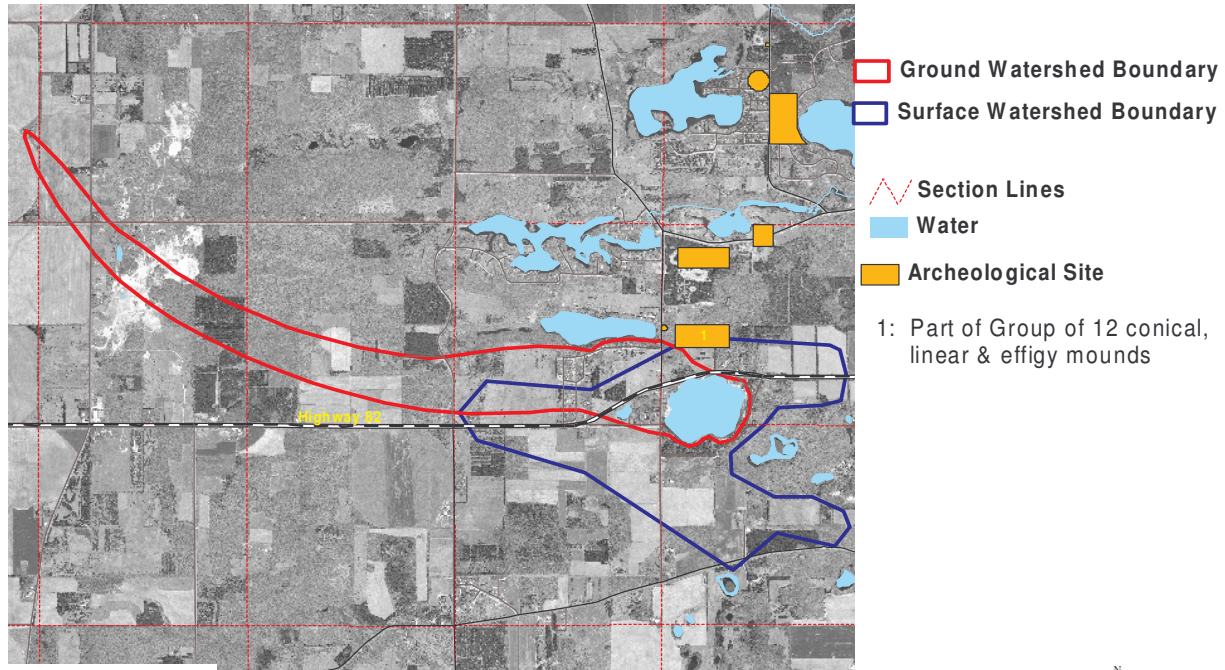 Ground Watershed Boundary
Surface Watershed Boundary
Section Lines
Water
Archeological Site
1: Part of Group of 12 conical,
linear & effigy mounds
1
Highway 82
N